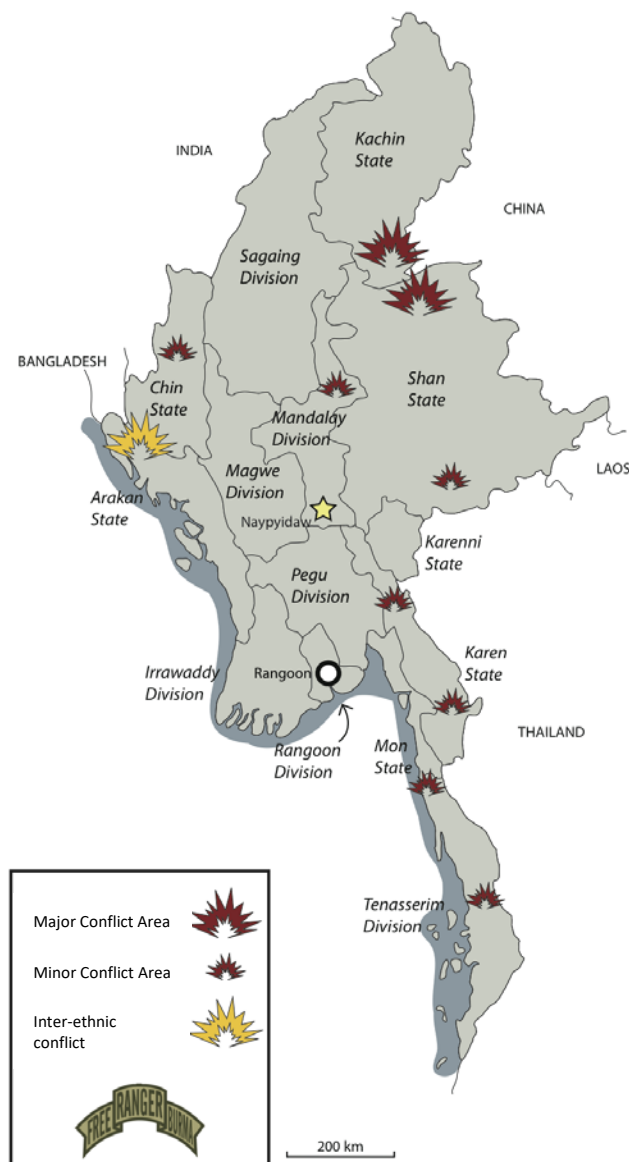 INDIA
Kachin
State
CHINA
Sagaing
Division
BANGLADESH
Chin
State
Shan
State
Mandalay
Division
LAOS
Arakan
State
Magwe
Division
Naypyidaw
Karenni
State
Pegu
Division
Karen
State
Irrawaddy
Division
Rangoon
Rangoon
Division
Mon
State
THAILAND
Tenasserim
Division
Major Conflict Area
Minor Conflict Area
Inter-ethnic
conflict
FREE RANGER BURMA
200 km